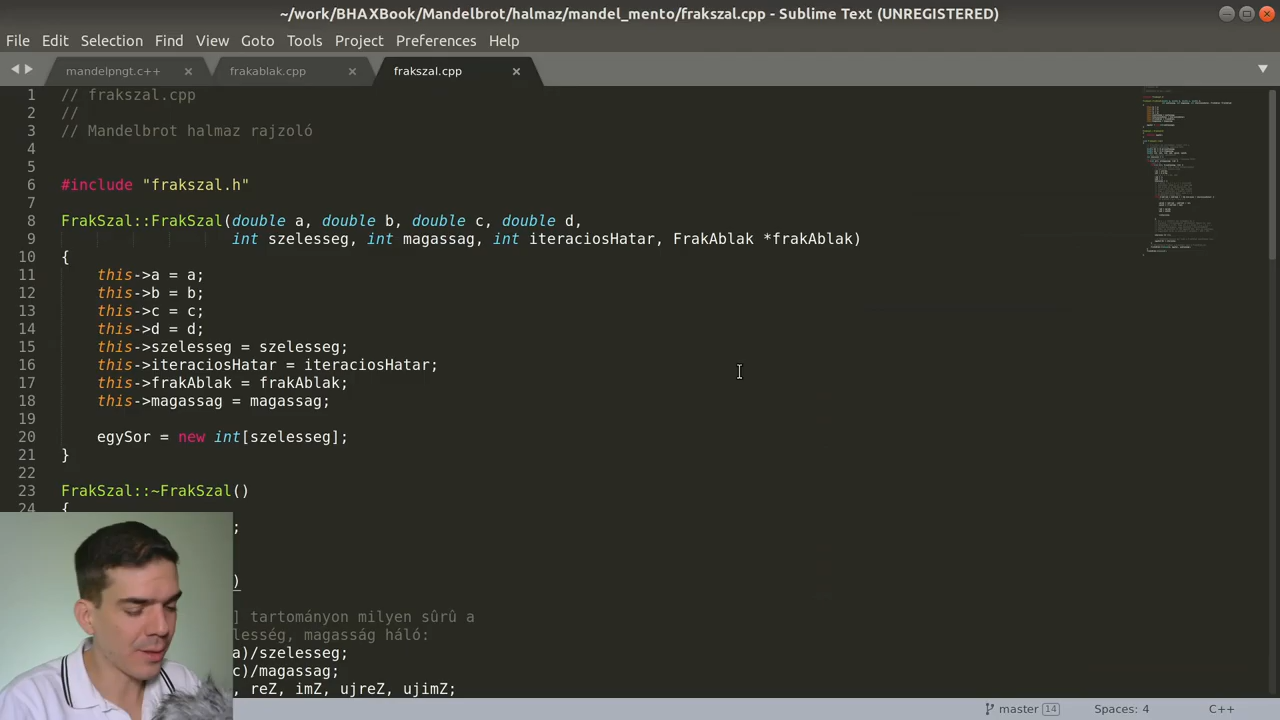 ~/work/BHAXBook/Mandelbrot/halmaz/mandel_mento/frakszal.cpp - Sublime Text (UNREGISTERED)
File Edit Selection Find View Goto Tools Project Preferences Help
mandelpngt.c++ frakablak.cpp frakszal.cpp
1 // frakszal.cpp
2 //
3 // Mandelbrot halmaz rajzoló
4
5
6 #include "frakszal.h"
7
8 FrakSzal::FrakSzal(double a, double b, double c, double d,
9 int szelesseg, int magassag, int iteraciosHatar, FrakAblak *frakAblak)
10 {
11 this->a = a;
12 this->b = b;
13 this->c = c;
14 this->d = d;
15 this->szelesseg = szelesseg;
16 this->iteraciosHatar = iteraciosHatar;
17 this->frakAblak = frakAblak;
18 this->magassag = magassag;
19
20 egySor = new int[szelesseg];
21 }
22
23 FrakSzal::~FrakSzal()
24 {
;
)
] tartományon milyen sûrû a
lesség, magasság háló:
a)/szelesseg;
c)/magassag;
, reZ, imZ, ujreZ, ujimZ;
master 14 Spaces: 4 C++